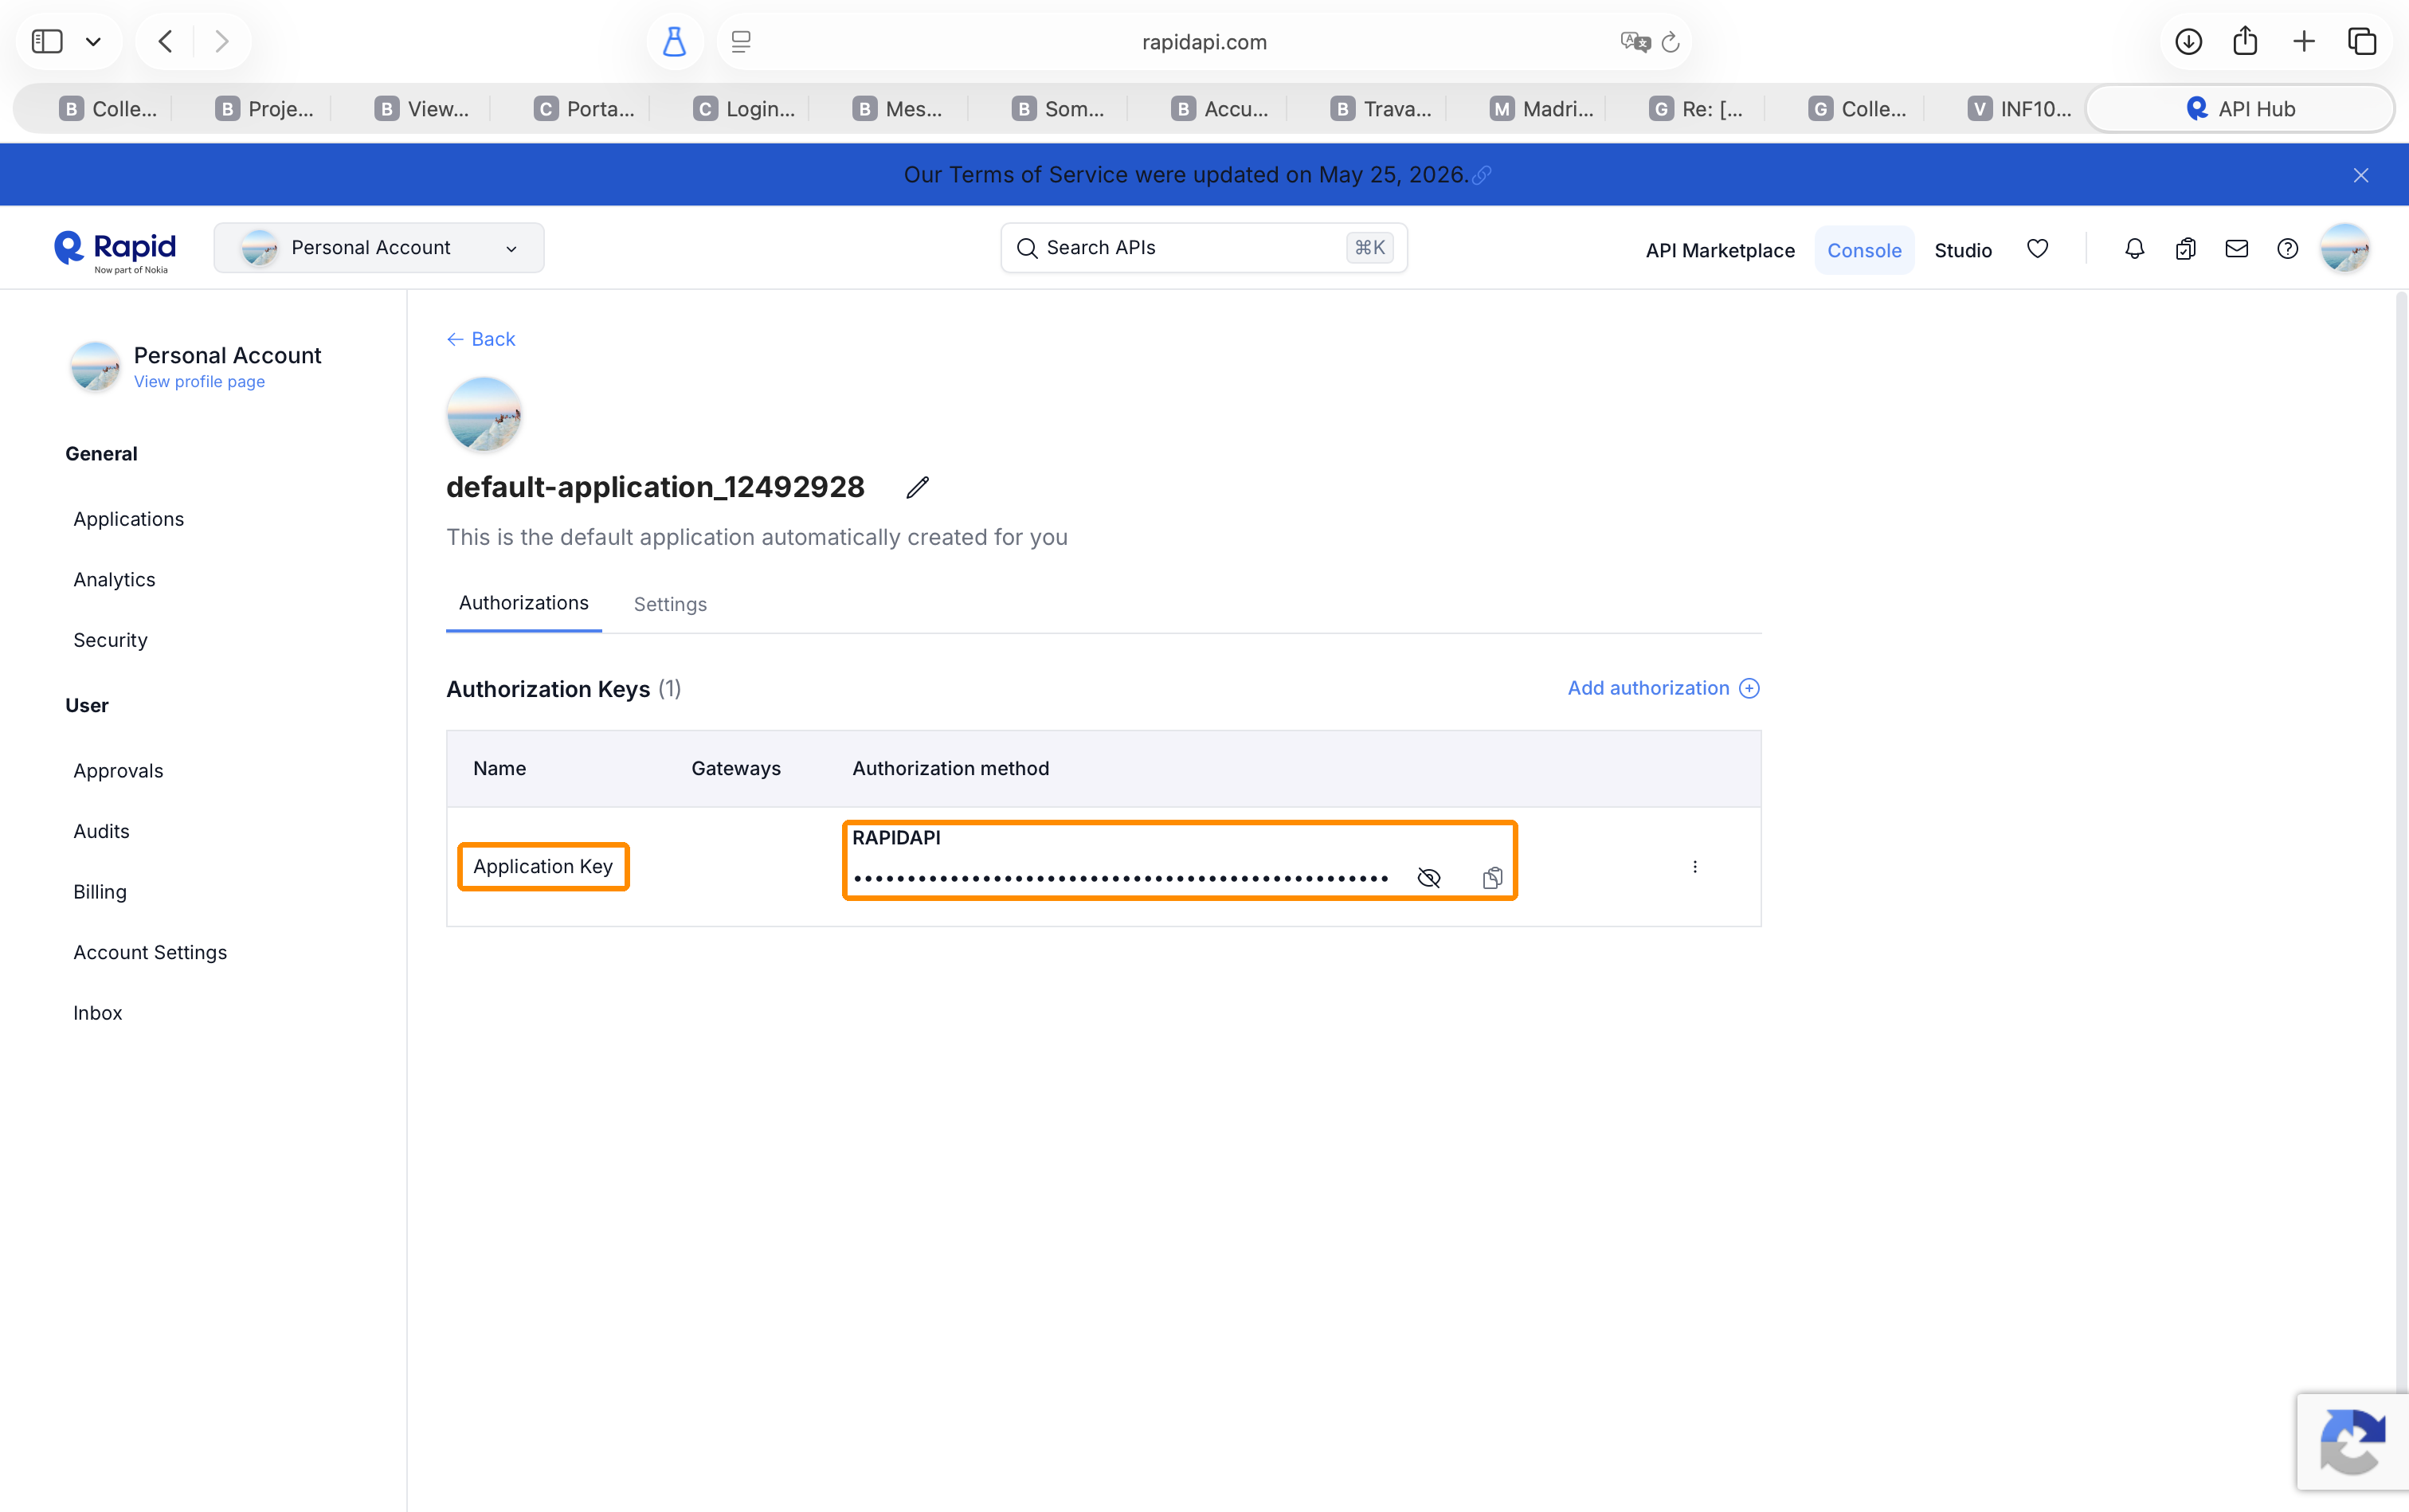 rapidapi.com
B Colle...
B Proje...
B View...
C Porta...
C Login...
B Mes...
B Som...
B Accu...
B Trava...
M Madri...
G Re: [...
G Colle...
V INF10...
API Hub
Our Terms of Service were updated on May 25, 2026.
Rapid
Now part of Nokia
Personal Account
Search APIs
⌘K
API Marketplace
Console
Studio
Personal Account
View profile page
General
Applications
Analytics
Security
User
Approvals
Audits
Billing
Account Settings
Inbox
← Back
default-application_12492928
This is the default application automatically created for you
Authorizations
Settings
Authorization Keys (1)
Add authorization
Name
Gateways
Authorization method
Application Key
RAPIDAPI
••••••••••••••••••••••••••••••••••••••••••••••••••